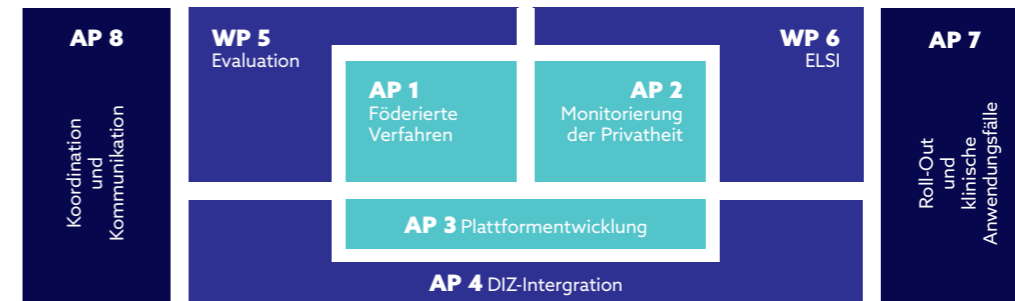 AP 8
Koordination
und
Kommunikation
WP 5
Evaluation
AP 1
Föderierte
Verfahren
AP 2
Monitorierung
der Privatheit
WP 6
ELSI
AP 3 Plattformentwicklung
AP 4 DIZ-Intergration
AP 7
Roll-Out
und
klinische
Anwendungsfälle